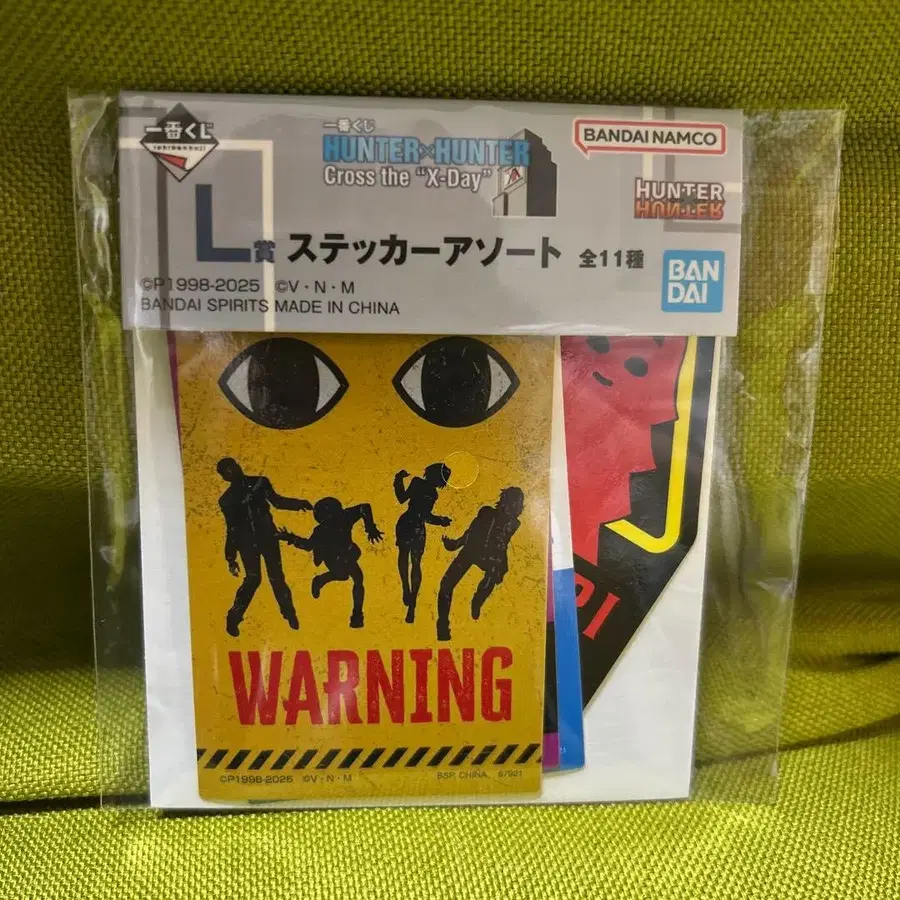 一番くじ
ichibankuji
一番くじ
HUNTER×HUNTER
Cross the "X-Day"
BANDAI NAMCO
HUNTER
HUNTER
L賞 ステッカーアソート 全11種
BAN
DAI
©P1998-2025 ©V・N・M
BANDAI SPIRITS MADE IN CHINA
WARNING
©P1998-2025 ©V・N・M
BSP, CHINA